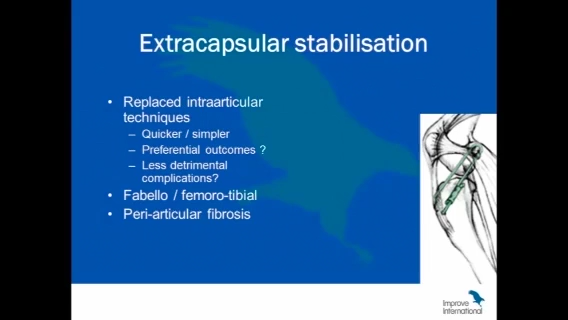 Extracapsular stabilisation
• Replaced intraarticular
techniques
– Quicker / simpler
– Preferential outcomes ?
– Less detrimental
complications?
• Fabello / femoro-tibial
• Peri-articular fibrosis
Improve
International